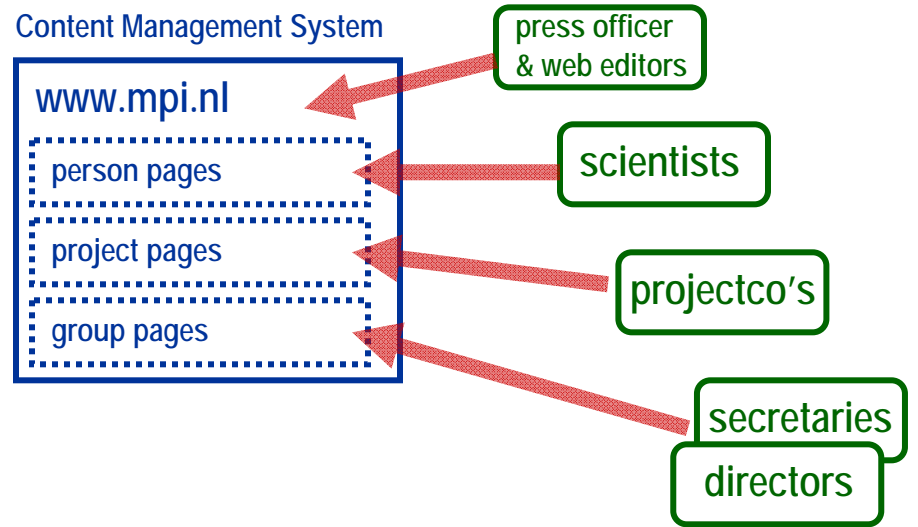 Content Management System
www.mpi.nl
person pages
project pages
group pages
press officer
& web editors
scientists
projectco's
secretaries
directors